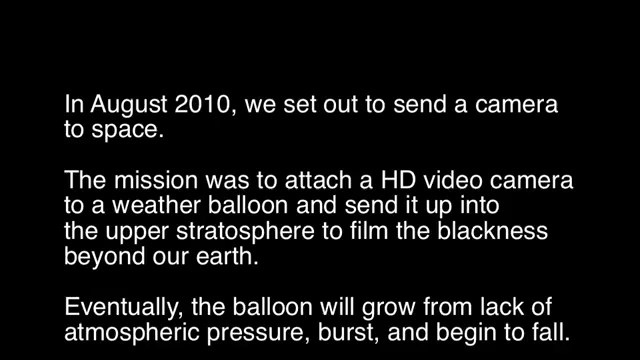 In August 2010, we set out to send a camera
to space.
The mission was to attach a HD video camera
to a weather balloon and send it up into
the upper stratosphere to film the blackness
beyond our earth.
Eventually, the balloon will grow from lack of
atmospheric pressure, burst, and begin to fall.